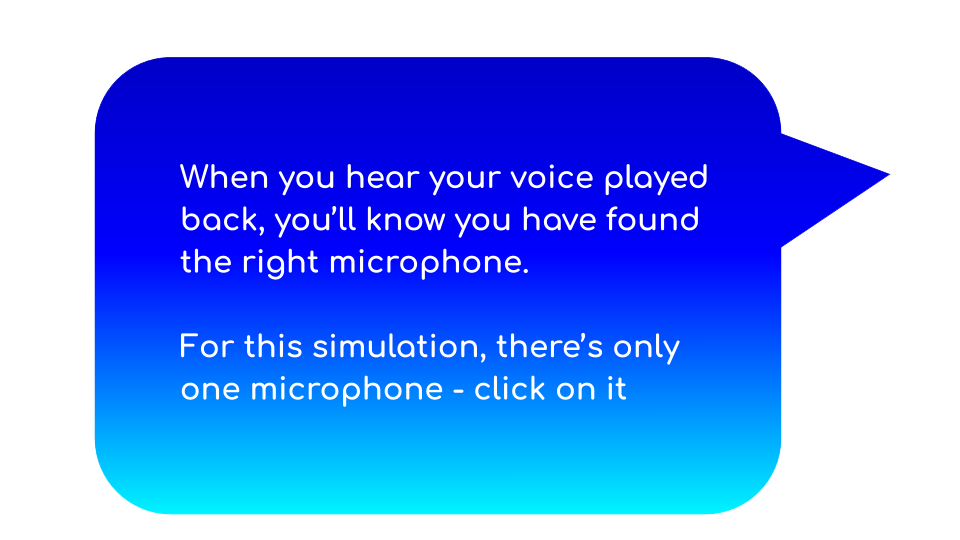 When you hear your voice played
back, you’ll know you have found
the right microphone.
For this simulation, there’s only
one microphone - click on it